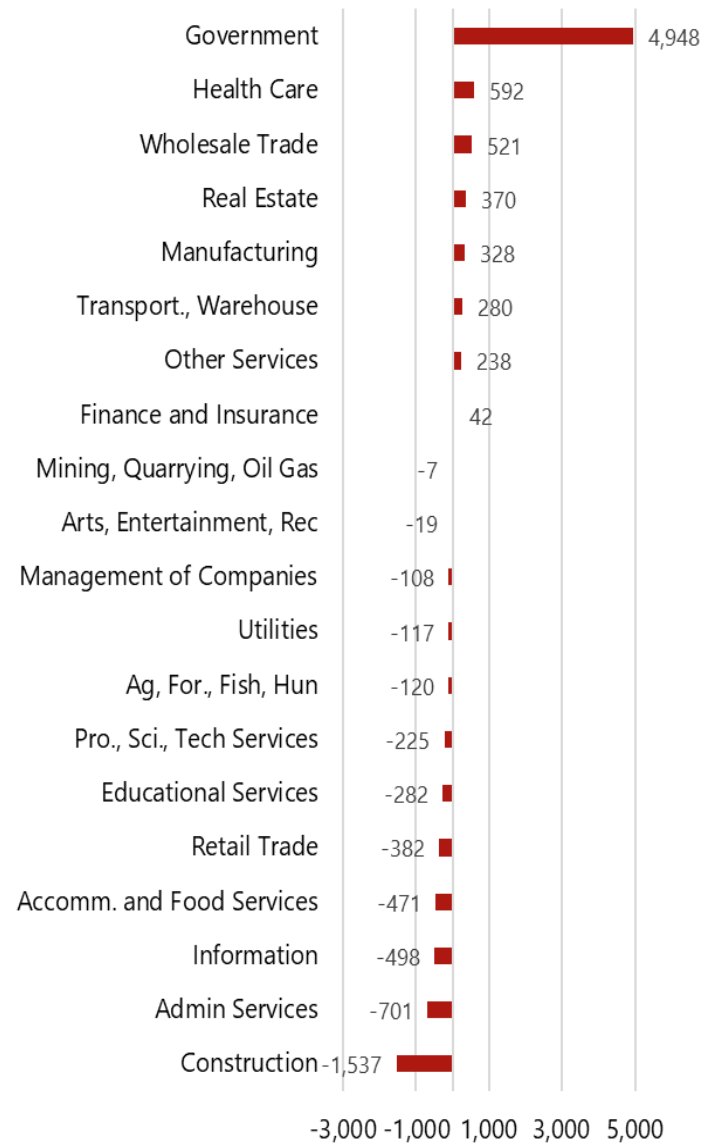 Government 4,948
Health Care 592
Wholesale Trade 521
Real Estate 370
Manufacturing 328
Transport., Warehouse 280
Other Services 238
Finance and Insurance 42
Mining, Quarrying, Oil Gas -7
Arts, Entertainment, Rec -19
Management of Companies -108
Utilities -117
Ag, For., Fish, Hun -120
Pro., Sci., Tech Services -225
Educational Services -282
Retail Trade -382
Accomm. and Food Services -471
Information -498
Admin Services -701
Construction -1,537
-3,000 -1,000 1,000 3,000 5,000